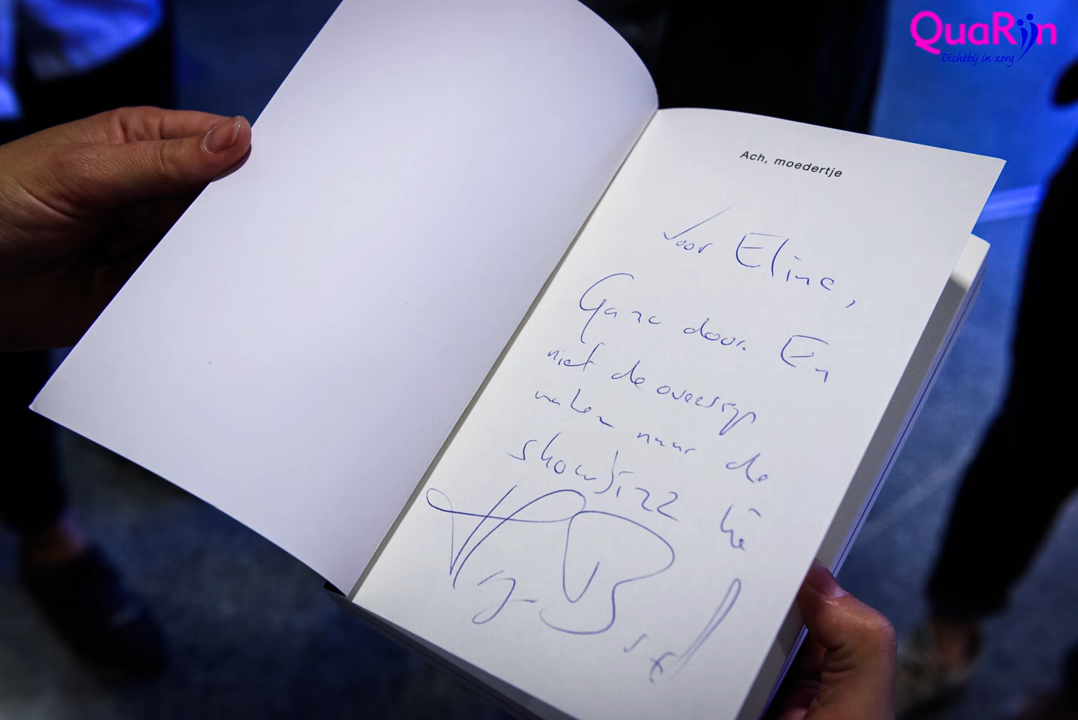 QuaRijn
Dichtbij in zorg
Ach, moedertje
Voor Eline,
Ga zo door. En
niet de overstap
maken naar de
showbizz hè